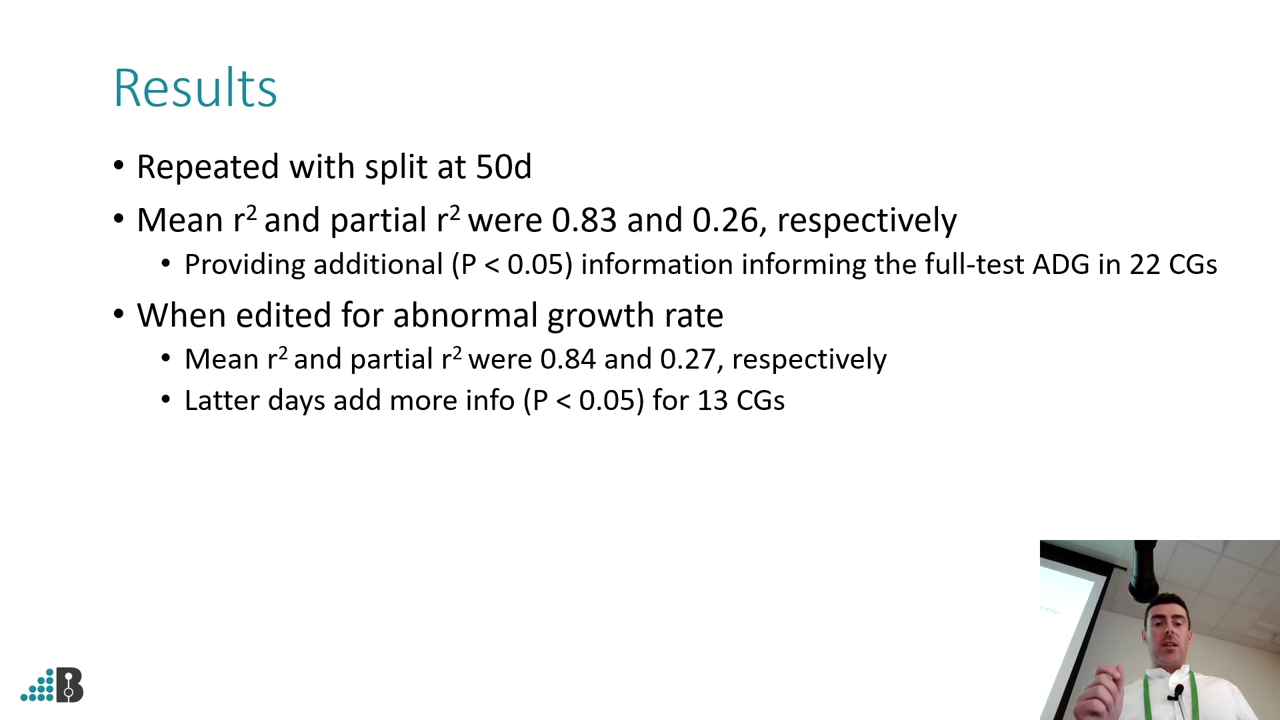 Results
• Repeated with split at 50d
• Mean r² and partial r² were 0.83 and 0.26, respectively
• Providing additional (P < 0.05) information informing the full-test ADG in 22 CGs
• When edited for abnormal growth rate
• Mean r² and partial r² were 0.84 and 0.27, respectively
• Latter days add more info (P < 0.05) for 13 CGs
B